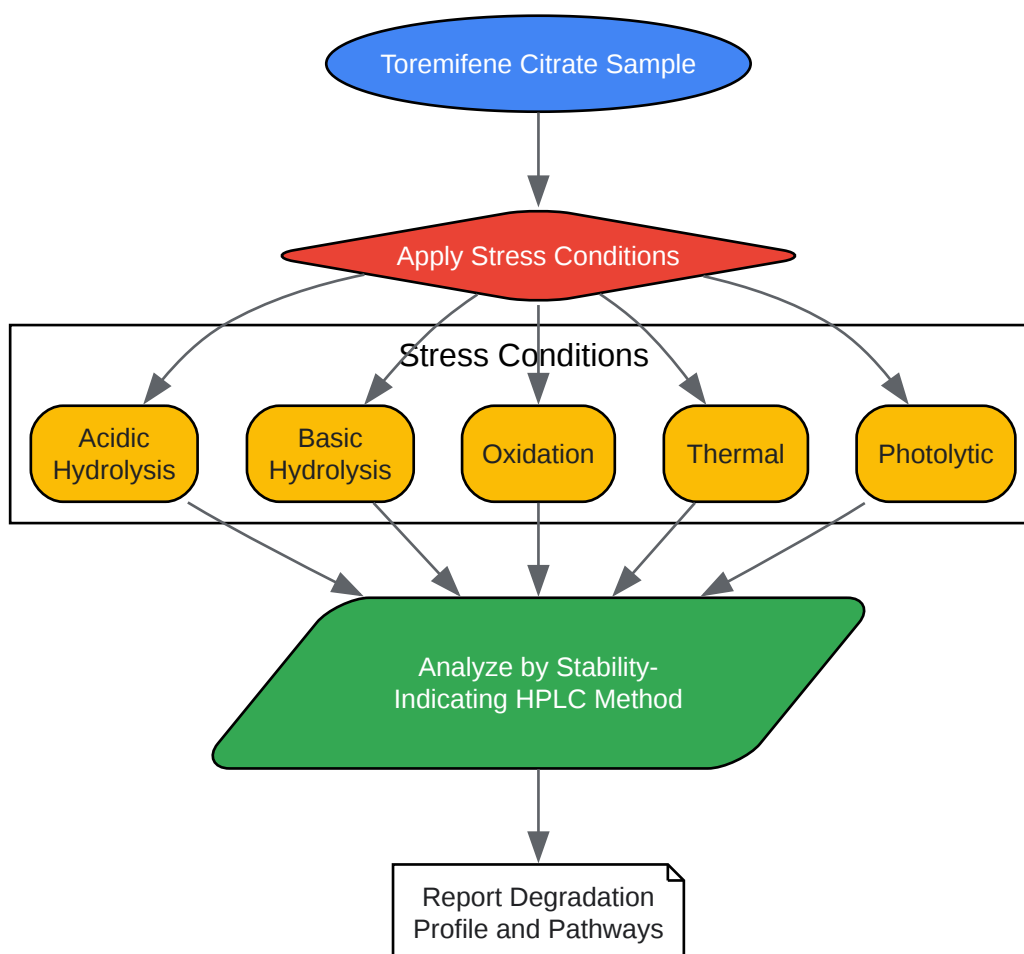 Toremifene Citrate Sample
Apply Stress Conditions
Stress Conditions
Acidic
Hydrolysis
Basic
Hydrolysis
Oxidation
Thermal
Photolytic
Analyze by Stability-
Indicating HPLC Method
Report Degradation
Profile and Pathways